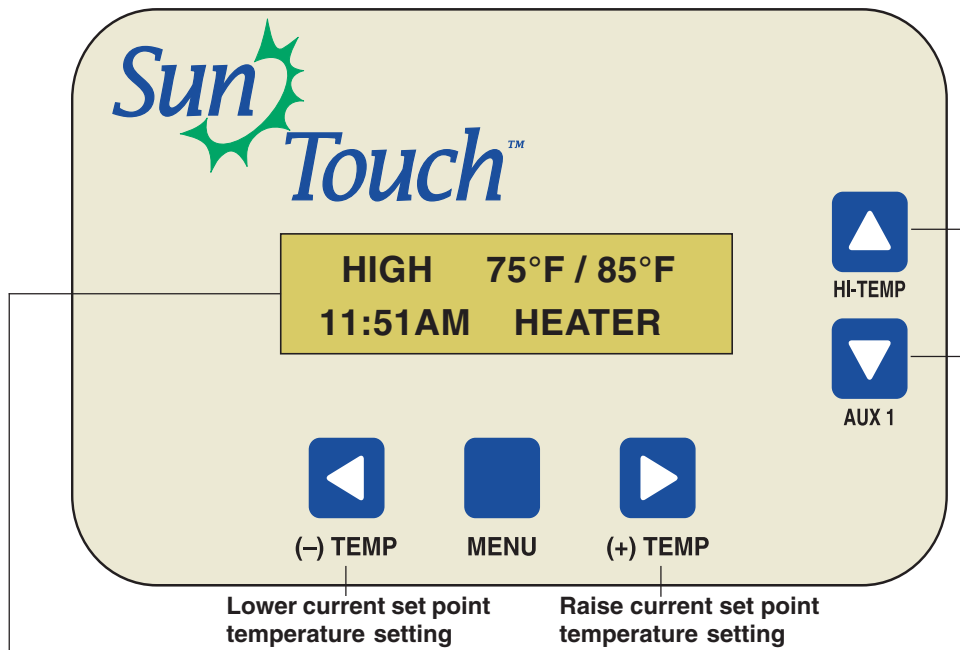 Sun
Touch™
HIGH 75°F / 85°F
11:51AM HEATER
HI-TEMP
AUX 1
(–) TEMP MENU (+) TEMP
Lower current set point
temperature setting
Raise current set point
temperature setting